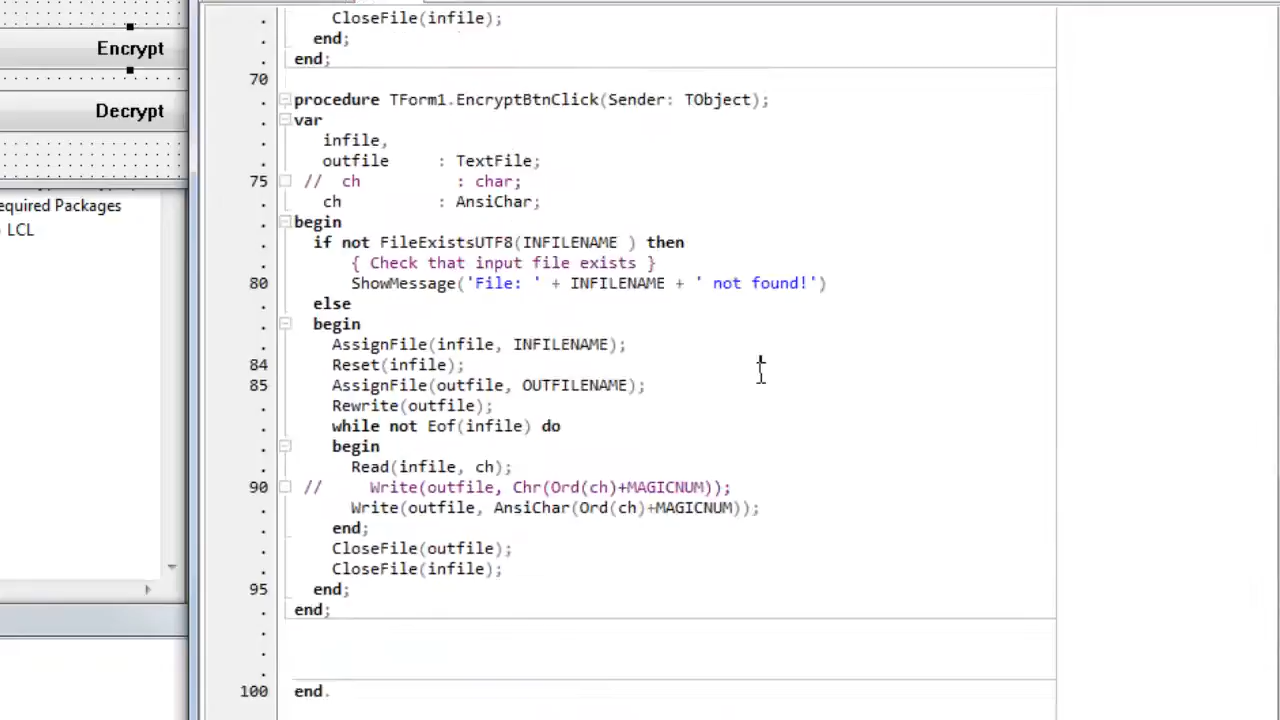 Encrypt
Decrypt
equired Packages
LCL
.         CloseFile(infile);
.       end;
.     end;
70
.     procedure TForm1.EncryptBtnClick(Sender: TObject);
.     var
.        infile,
.        outfile     : TextFile;
75    //  ch          : char;
.        ch          : AnsiChar;
.     begin
.       if not FileExistsUTF8(INFILENAME ) then
.           { Check that input file exists }
80          ShowMessage('File: ' + INFILENAME + ' not found!')
.       else
.       begin
.         AssignFile(infile, INFILENAME);
84        Reset(infile);
85        AssignFile(outfile, OUTFILENAME);
.         Rewrite(outfile);
.         while not Eof(infile) do
.         begin
.           Read(infile, ch);
90    //     Write(outfile, Chr(Ord(ch)+MAGICNUM));
.           Write(outfile, AnsiChar(Ord(ch)+MAGICNUM));
.         end;
.         CloseFile(outfile);
.         CloseFile(infile);
95      end;
.     end;
.
.
.
100   end.